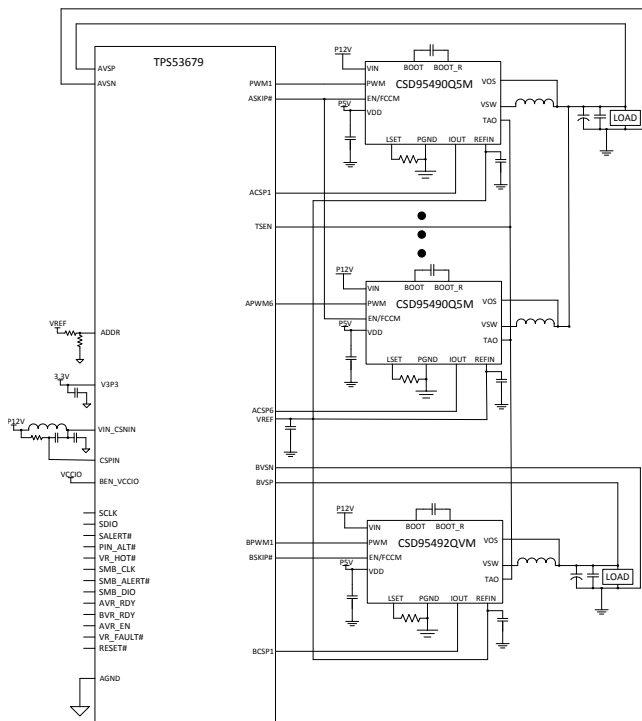 TPS53679
AVSP
AVSN
ADDR
V3P3
VIN_CSNIN
CSPIN
BEN_VCCIO
SCLK
SDIO
SALERT#
PIN_ALT#
VR_HOT#
SMB_CLK
SMB_ALERT#
SMB_DIO
AVR_RDY
BVR_RDY
AVR_EN
VR_FAULT#
RESET#
AGND
VREF
3.3V
P12V
VCCIO
PWM1
ASKIP#
ACSP1
TSEN
APWM6
ACSP6
VREF
BVSN
BVSP
BPWM1
BSKIP#
BCSP1
P12V
P5V
VIN
BOOT
BOOT_R
PWM
CSD95490Q5M
EN/FCCM
VDD
VOS
VSW
TAO
LSET
PGND
IOUT
REFIN
LOAD
P12V
P5V
VIN
BOOT
BOOT_R
PWM
CSD95490Q5M
EN/FCCM
VDD
VOS
VSW
TAO
LSET
PGND
IOUT
REFIN
P12V
P5V
VIN
BOOT
BOOT_R
PWM
CSD95492QVM
EN/FCCM
VDD
VOS
VSW
TAO
LSET
PGND
IOUT
REFIN
LOAD